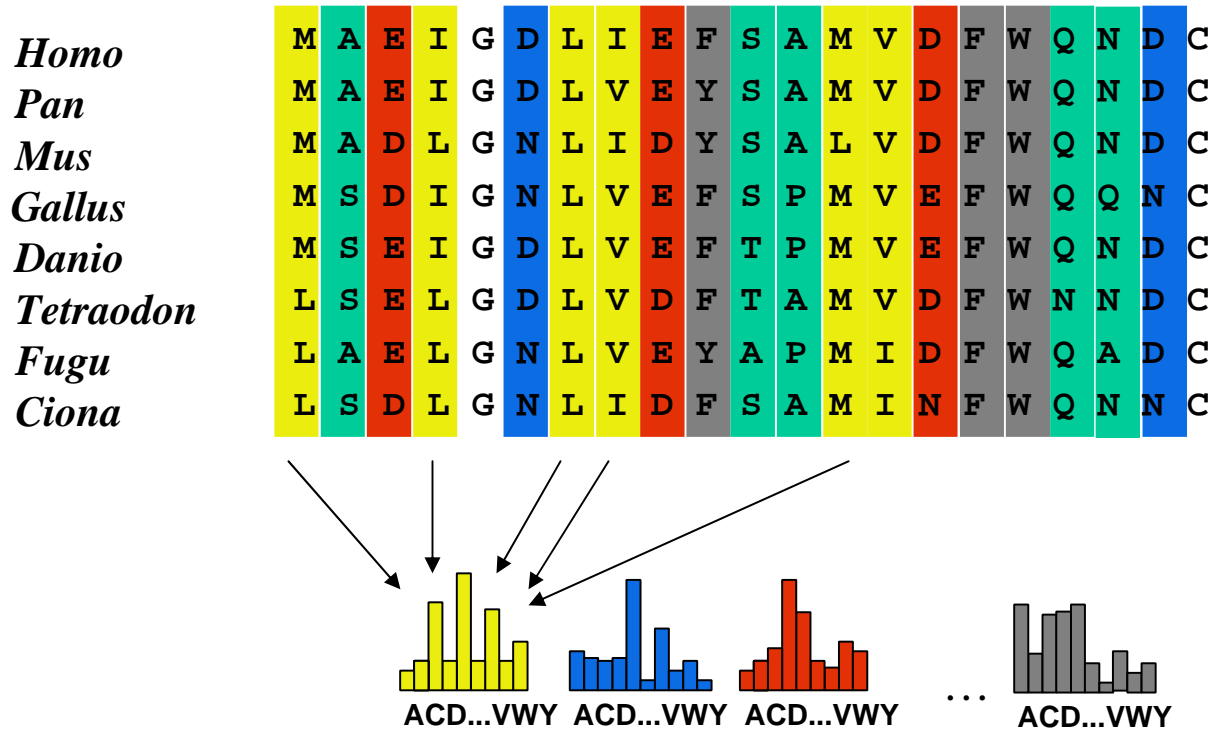 Homo M A E I G D L I E F S A M V D F W Q N D C
Pan M A E I G D L V E Y S A M V D F W Q N D C
Mus M A D L G N L I D Y S A L V D F W Q N D C
Gallus M S D I G N L V E F S P M V E F W Q Q N C
Danio M S E I G D L V E F T P M V E F W Q N D C
Tetraodon L S E L G D L V D F T A M V D F W N N D C
Fugu L A E L G N L V E Y A P M I D F W Q A D C
Ciona L S D L G N L I D F S A M I N F W Q N N C
...
ACD...VWY ACD...VWY ACD...VWY ACD...VWY